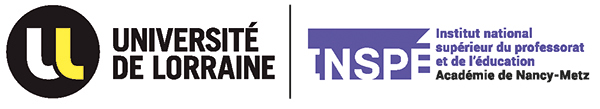 UNIVERSITÉ
DE LORRAINE
INSPÉ
Institut national
supérieur du professorat
et de l'éducation
Académie de Nancy-Metz